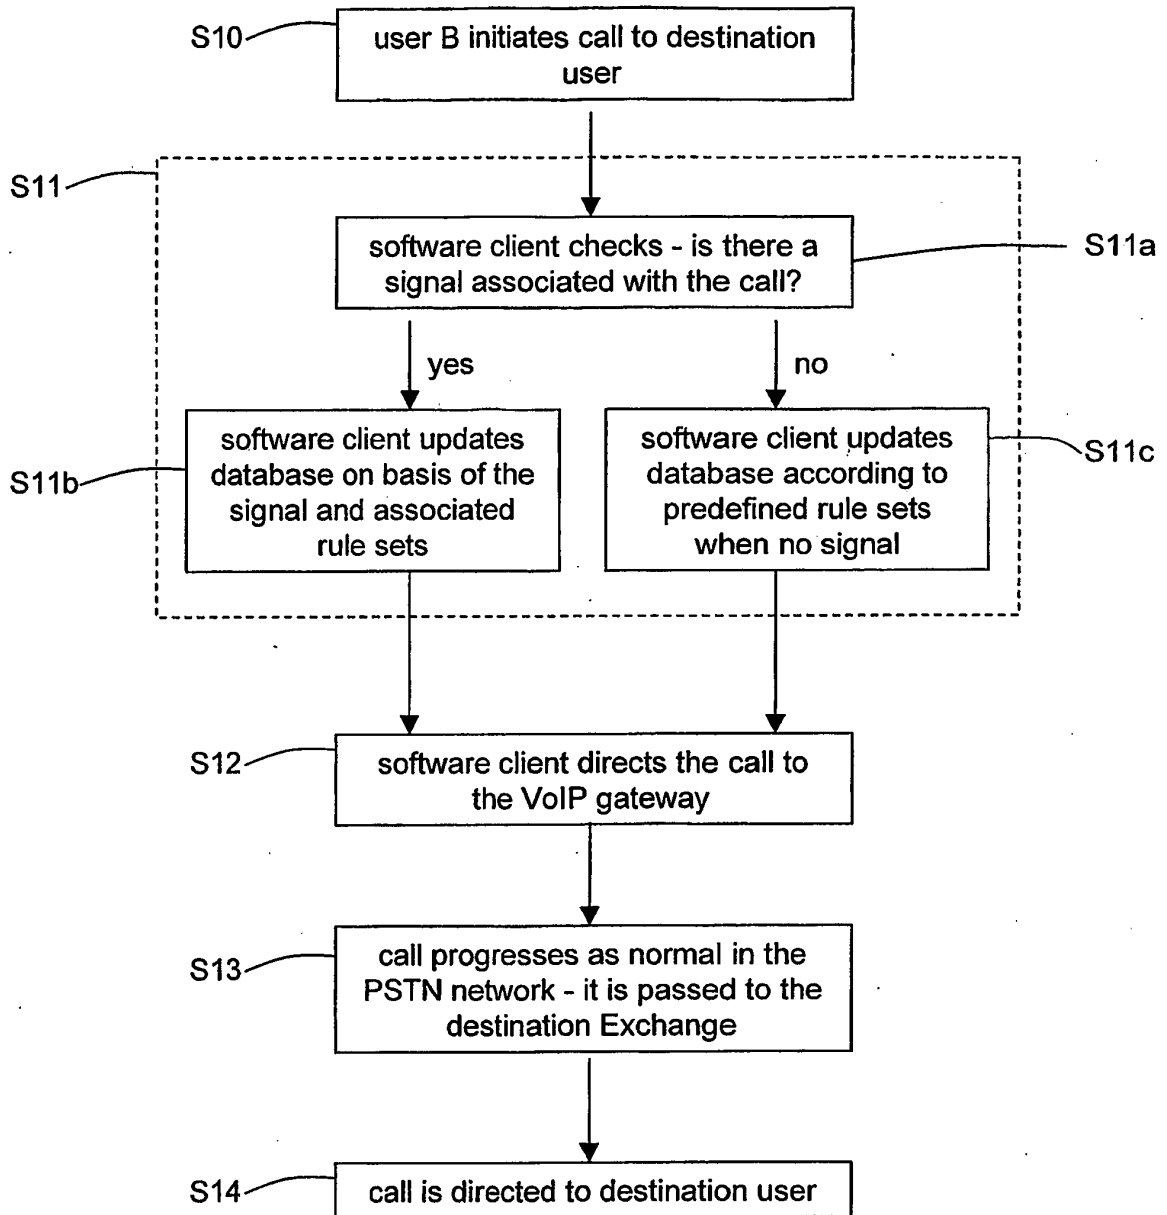 S10
user B initiates call to destination
user
S11
software client checks - is there a
signal associated with the call?
S11a
yes
no
software client updates
database on basis of the
signal and associated
rule sets
S11b
software client updates
database according to
predefined rule sets
when no signal
S11c
S12
software client directs the call to
the VoIP gateway
S13
call progresses as normal in the
PSTN network - it is passed to the
destination Exchange
S14
call is directed to destination user